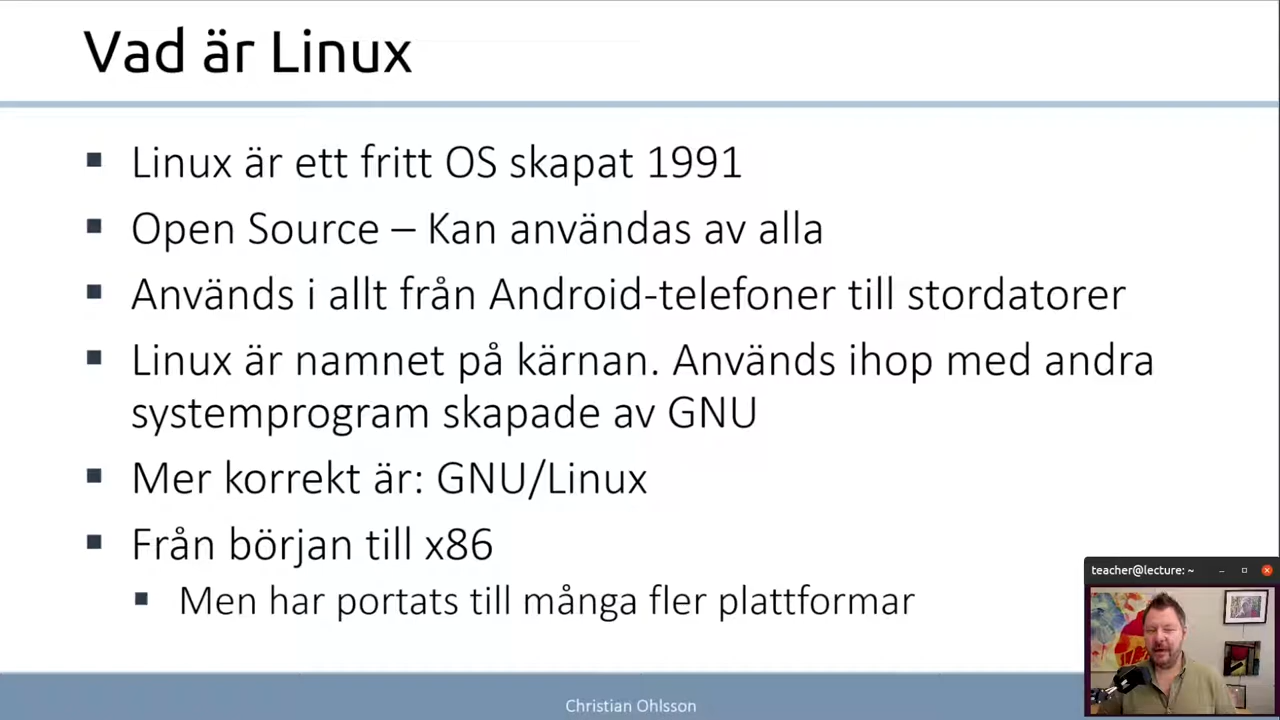 Vad är Linux
Linux är ett fritt OS skapat 1991
Open Source – Kan användas av alla
Används i allt från Android-telefoner till stordatorer
Linux är namnet på kärnan. Används ihop med andra
systemprogram skapade av GNU
Mer korrekt är: GNU/Linux
Från början till x86
Men har portats till många fler plattformar
teacher@lecture: ~
Christian Ohlsson